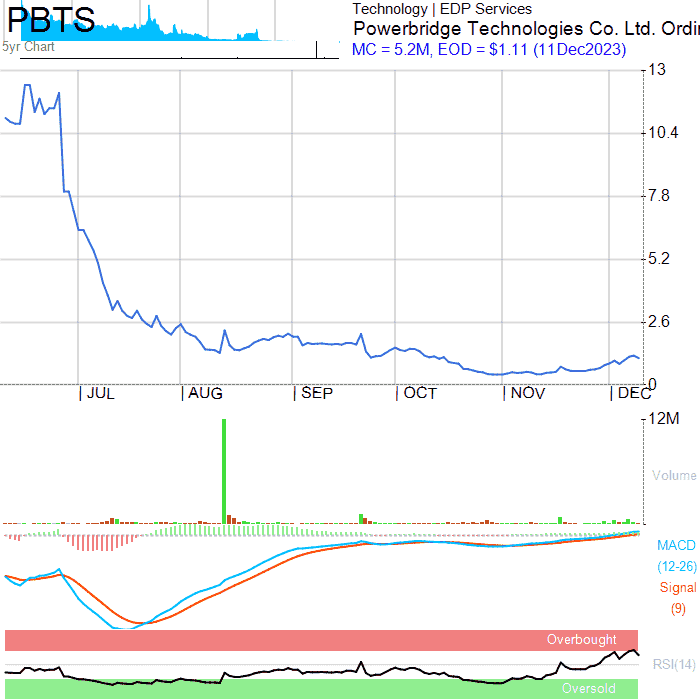 PBTS
5yr Chart
Technology | EDP Services
Powerbridge Technologies Co. Ltd. Ordi
MC = 5.2M, EOD = $1.11 (11Dec2023)
13
10.4
7.8
5.2
2.6
0
| JUL | AUG | SEP | OCT | NOV | DEC
12M
Volume
MACD
(12-26)
Signal
(9)
Overbought
RSI(14)
Oversold